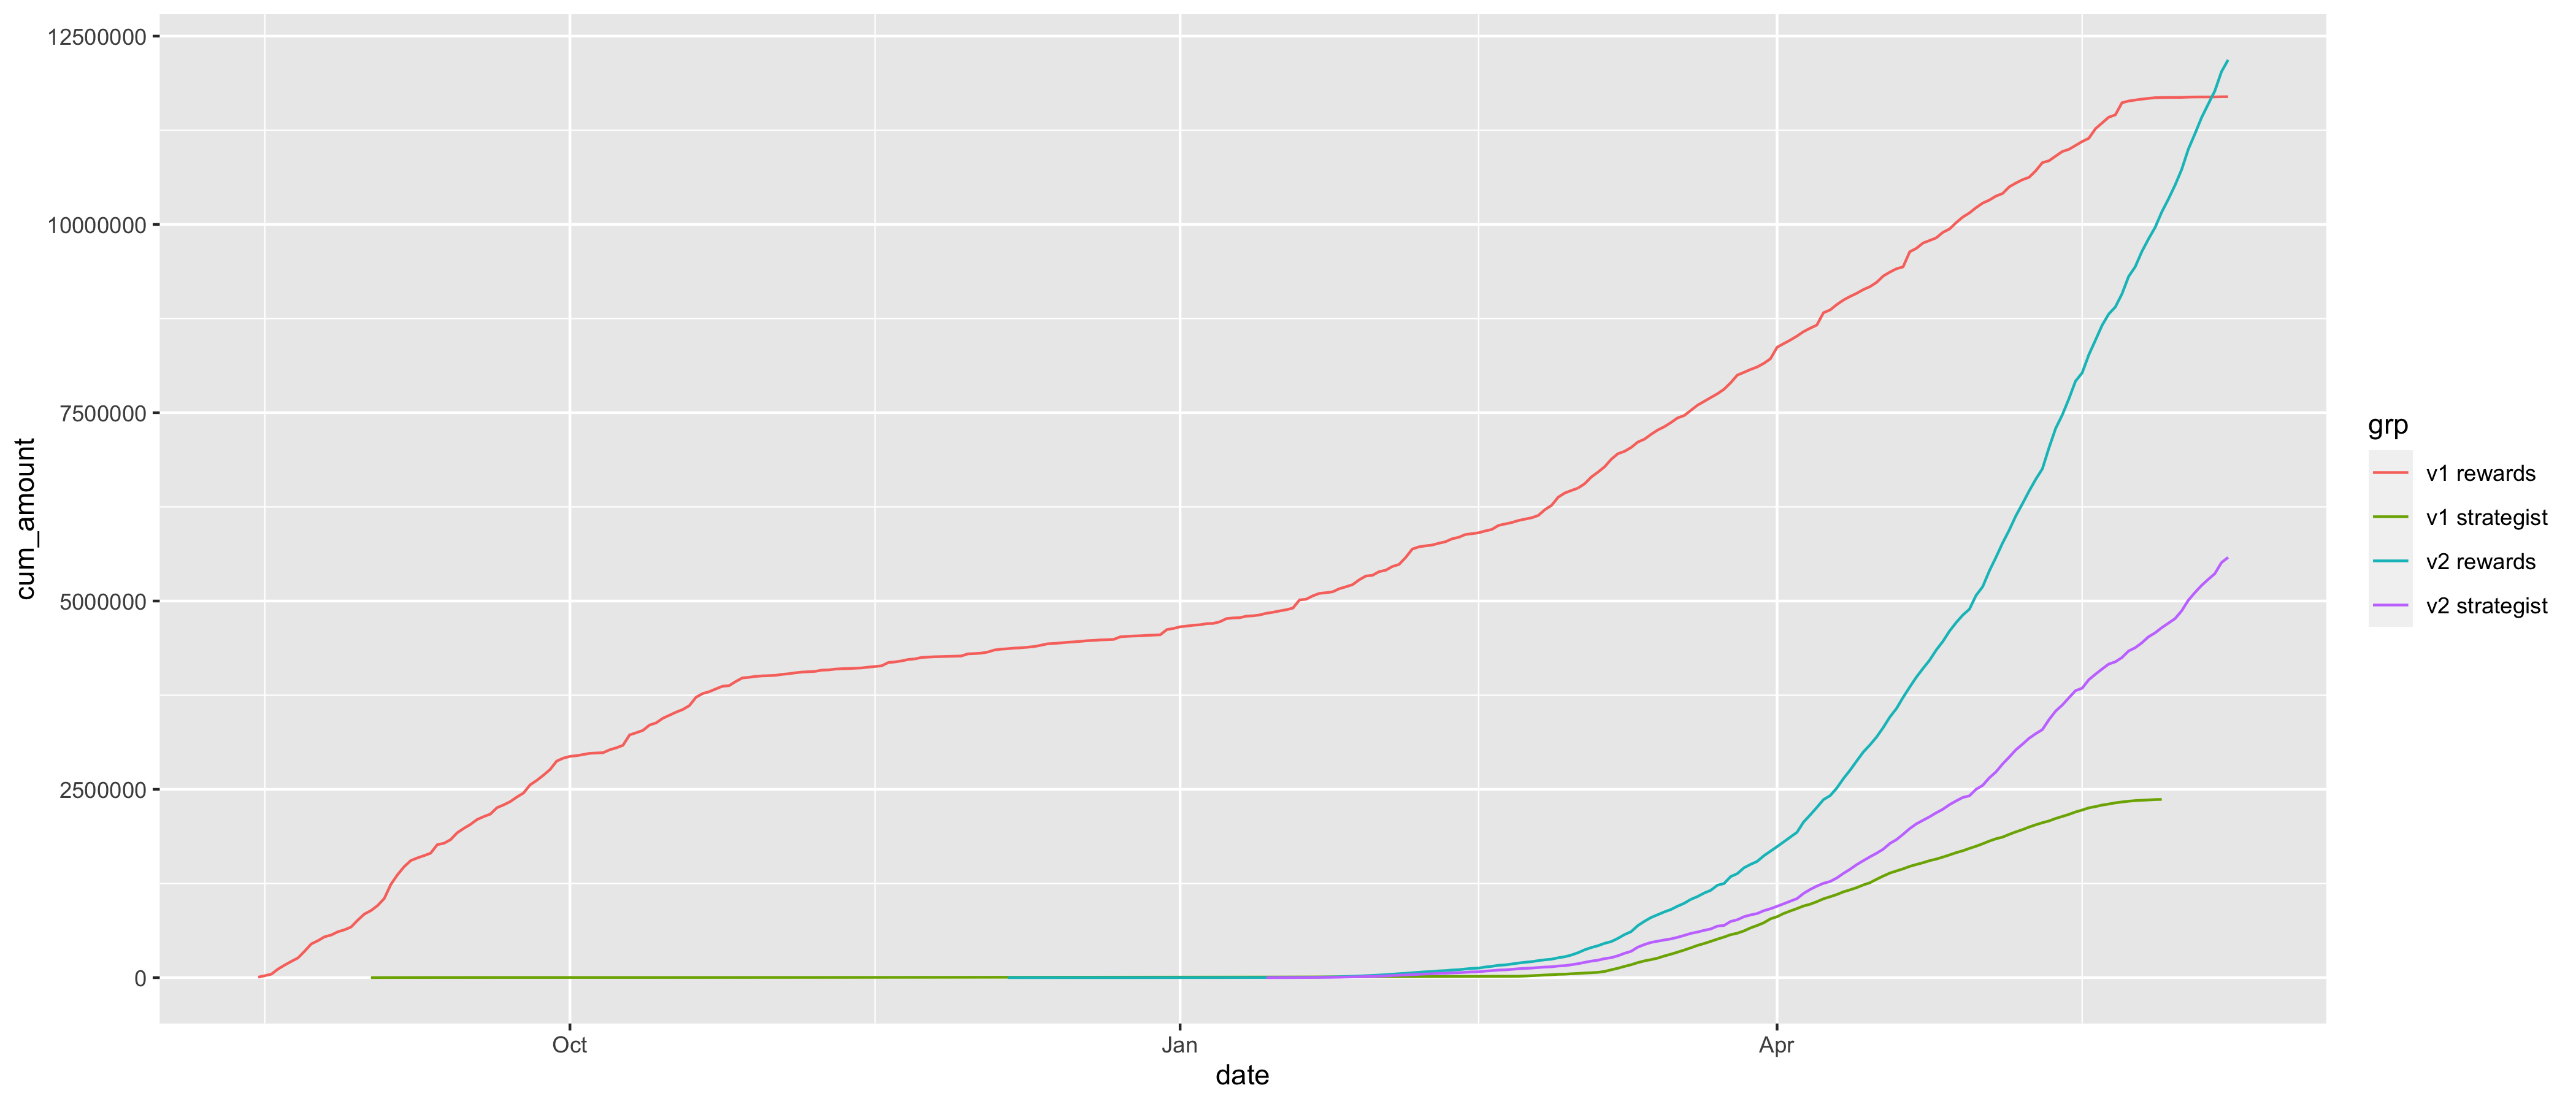 12500000
10000000
7500000
5000000
2500000
0
cum_amount
Oct
Jan
Apr
date
grp
v1 rewards
v1 strategist
v2 rewards
v2 strategist